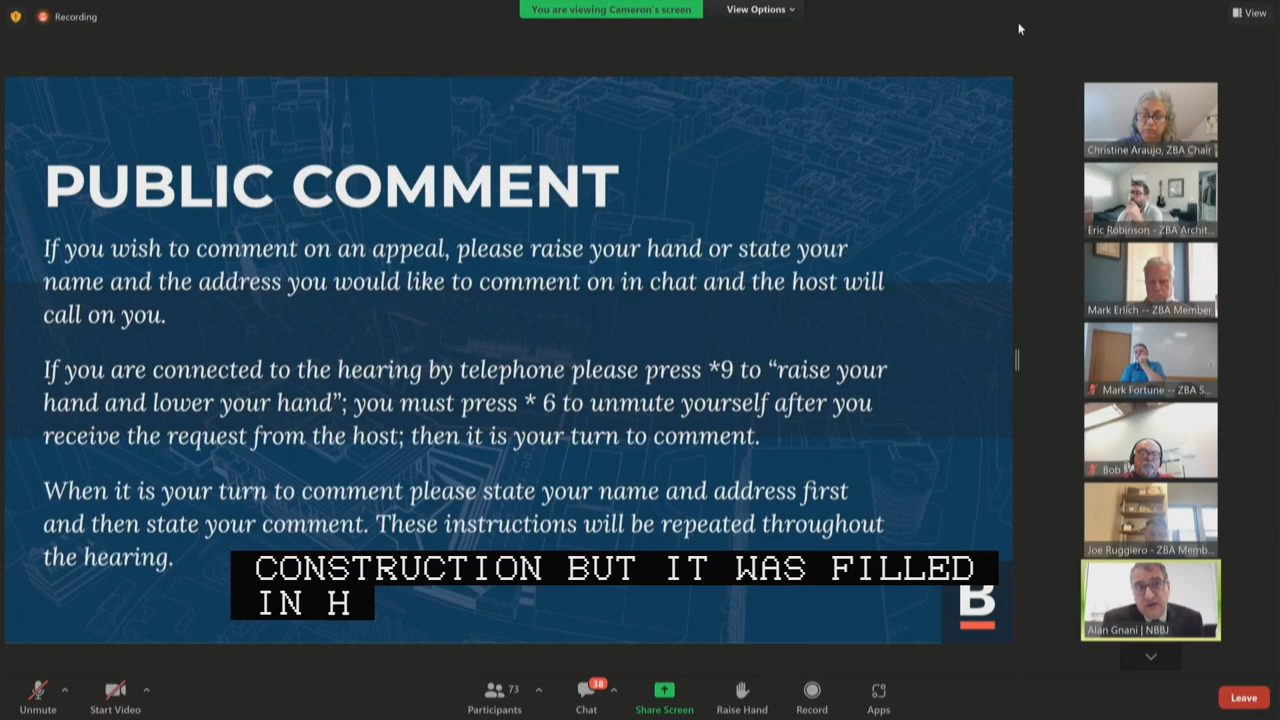 Recording
You are viewing Cameron's screen
View Options
View
PUBLIC COMMENT
If you wish to comment on an appeal, please raise your hand or state your
name and the address you would like to comment on in chat and the host will
call on you.
If you are connected to the hearing by telephone please press *9 to “raise your
hand and lower your hand”; you must press * 6 to unmute yourself after you
receive the request from the host; then it is your turn to comment.
When it is your turn to comment please state your name and address first
and then state your comment. These instructions will be repeated throughout
the hearing.
CONSTRUCTION BUT IT WAS FILLED
IN H
B
Christine Araujo, ZBA Chair
Eric Robinson - ZBA Archit...
Mark Erlich -- ZBA Member
Mark Fortune -- ZBA S...
Bob
Joe Ruggiero - ZBA Memb...
Alan Gnani | NBBJ
Unmute
Start Video
73
Participants
38
Chat
Share Screen
Raise Hand
Record
Apps
Leave